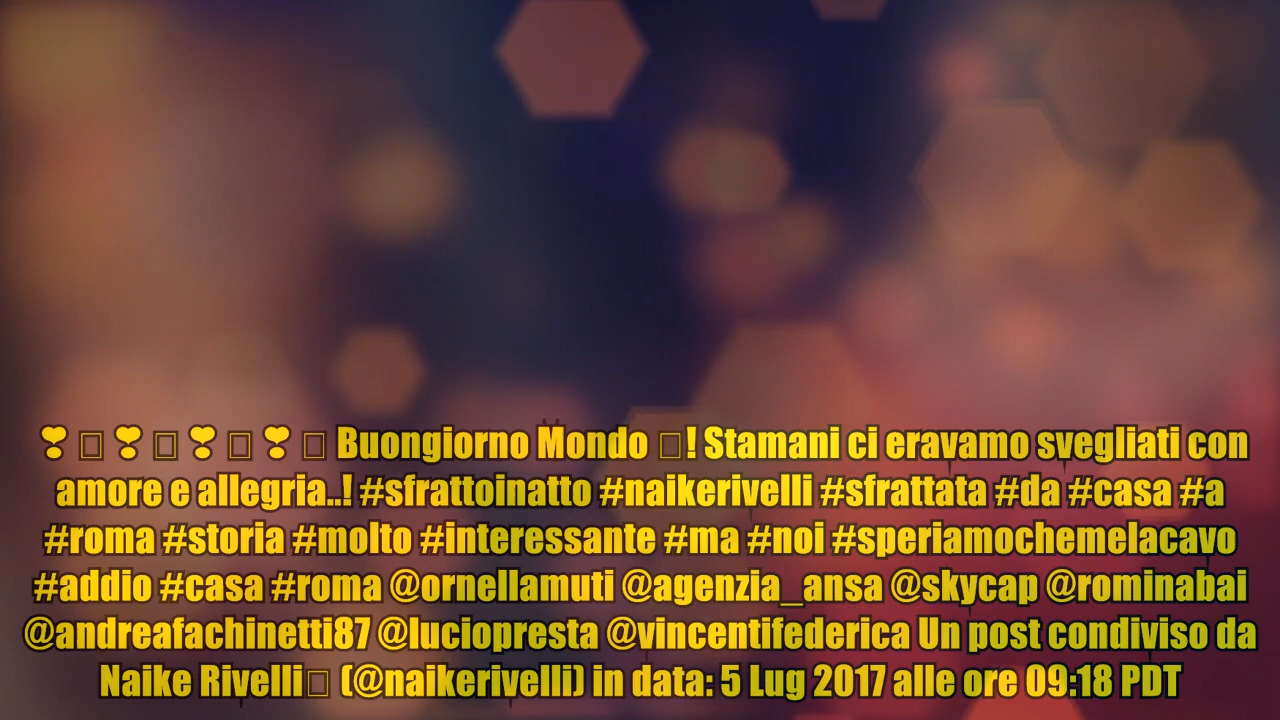 ❣ □ ❣ □ ❣ □ ❣ □ Buongiorno Mondo □! Stamani ci eravamo svegliati con
amore e allegria..! #sfrattoinatto #naikerivelli #sfrattata #da #casa #a
#roma #storia #molto #interessante #ma #noi #speriamochemelacavo
#addio #casa #roma @ornellamuti @agenzia_ansa @skycap @rominabai
@andreafachinetti87 @luciopresta @vincentifederica Un post condiviso da
Naike Rivelli□ (@naikerivelli) in data: 5 Lug 2017 alle ore 09:18 PDT